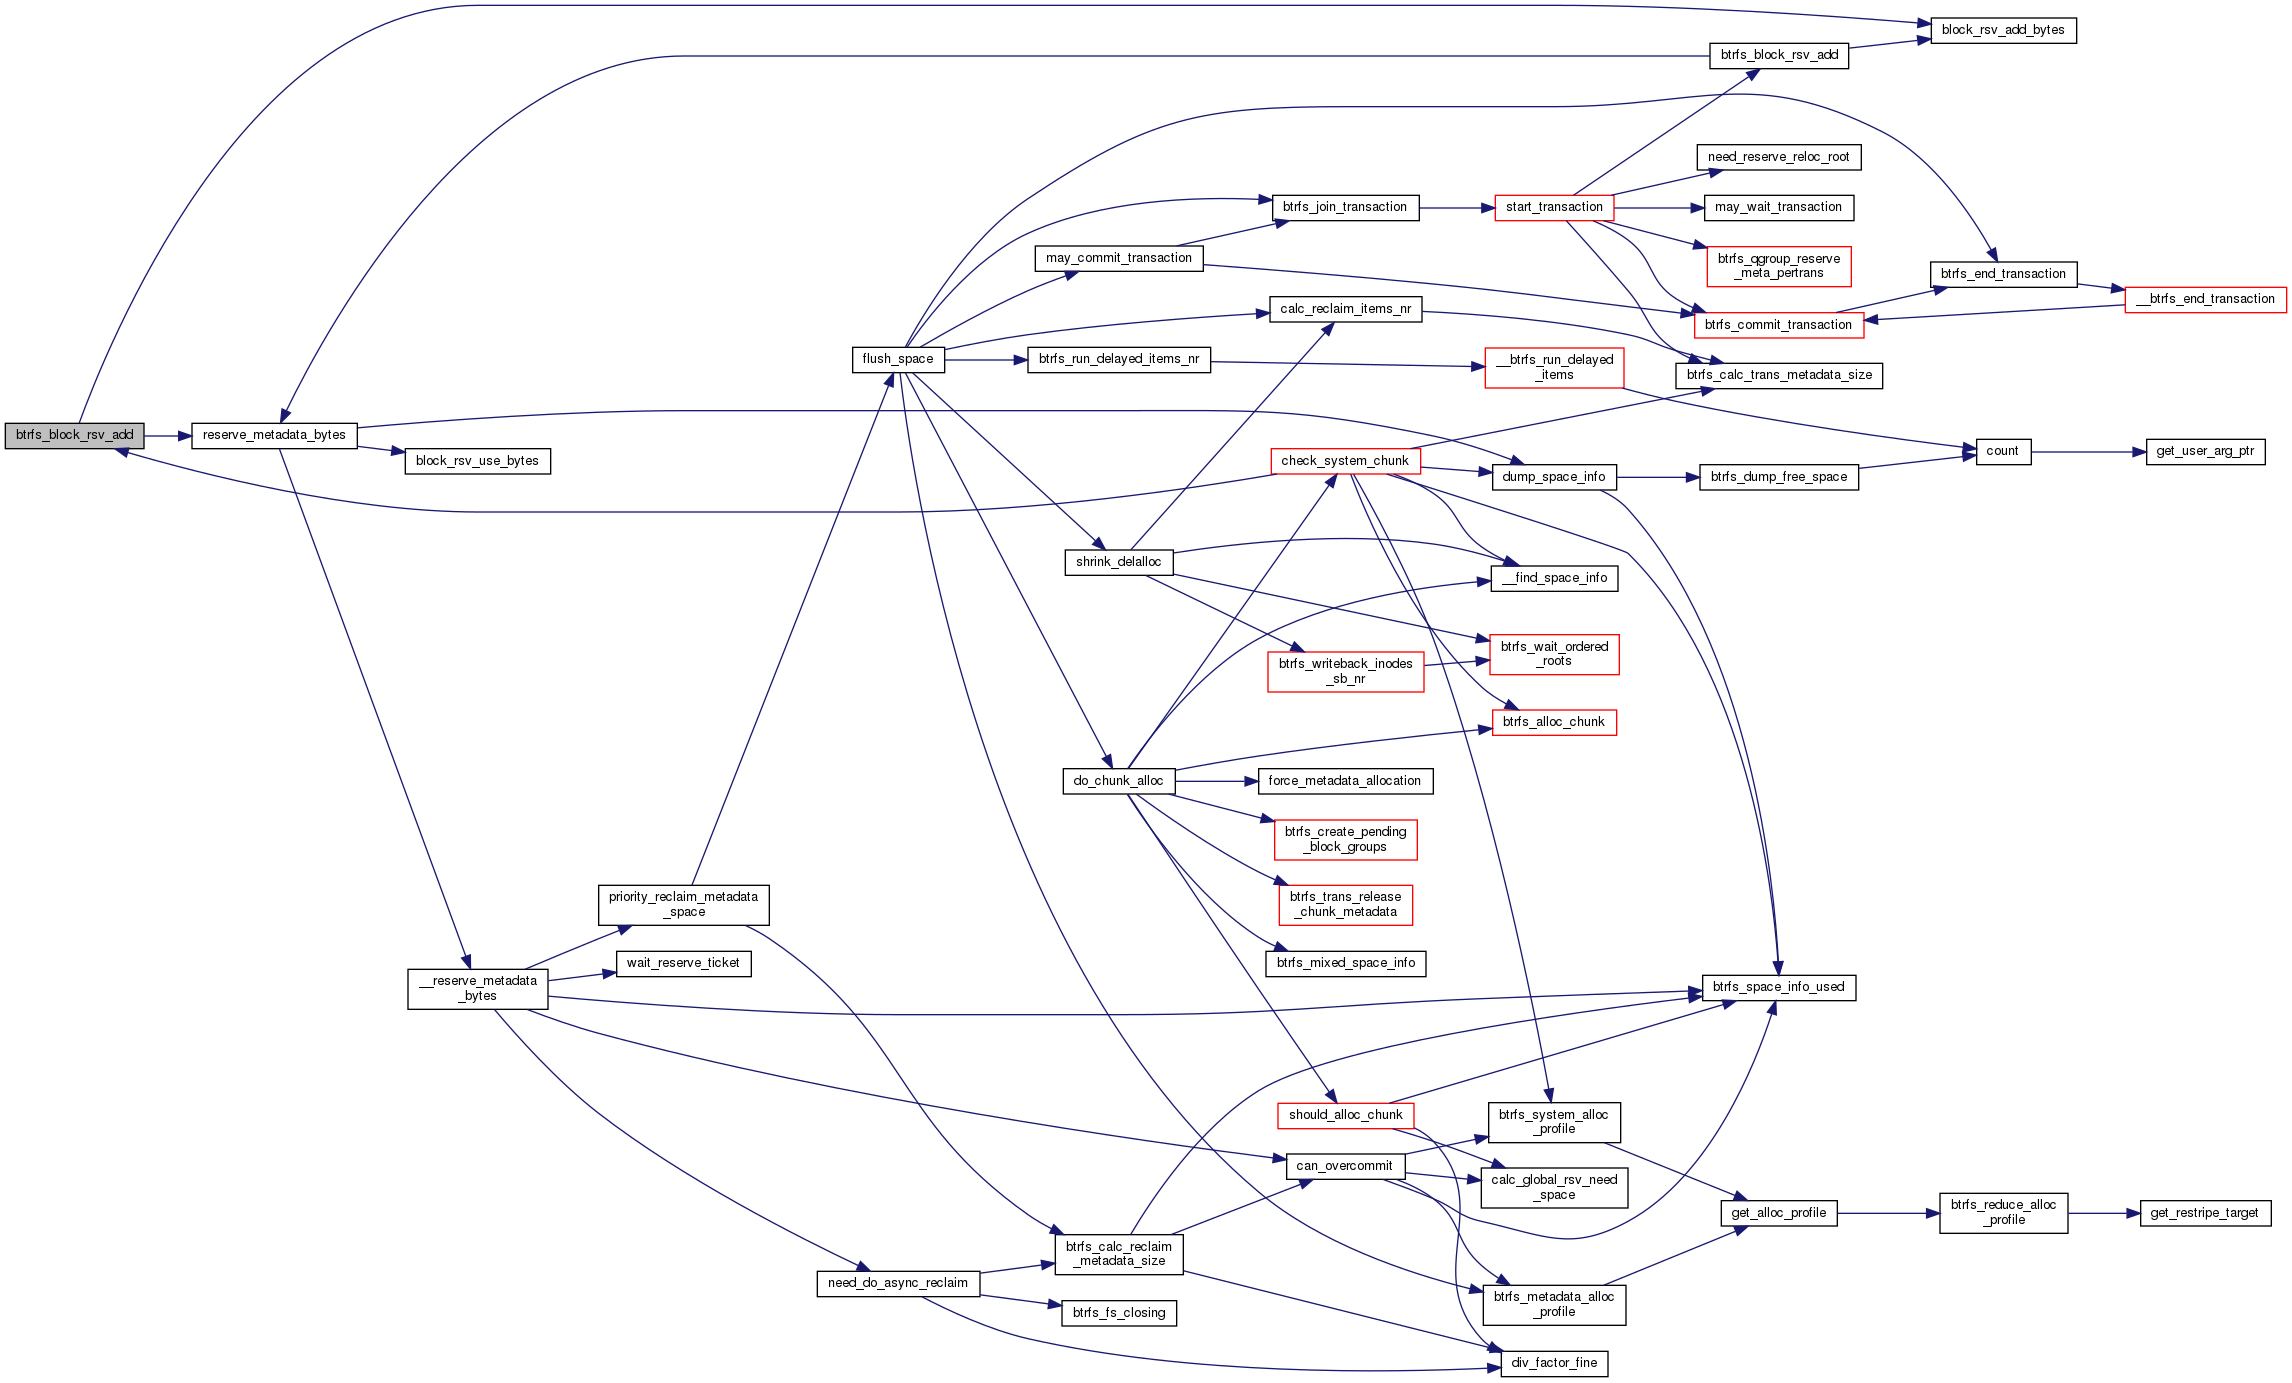 block_rsv_add_bytes
btrfs_block_rsv_add
need_reserve_reloc_root
btrfs_join_transaction
start_transaction
may_wait_transaction
may_commit_transaction
btrfs_qgroup_reserve
_meta_pertrans
btrfs_end_transaction
__btrfs_end_transaction
calc_reclaim_items_nr
btrfs_commit_transaction
flush_space
btrfs_run_delayed_items_nr
__btrfs_run_delayed
_items
btrfs_calc_trans_metadata_size
btrfs_block_rsv_add
reserve_metadata_bytes
block_rsv_use_bytes
check_system_chunk
dump_space_info
btrfs_dump_free_space
count
get_user_arg_ptr
shrink_delalloc
__find_space_info
btrfs_writeback_inodes
_sb_nr
btrfs_wait_ordered
_roots
btrfs_alloc_chunk
do_chunk_alloc
force_metadata_allocation
btrfs_create_pending
_block_groups
priority_reclaim_metadata
_space
btrfs_trans_release
_chunk_metadata
wait_reserve_ticket
btrfs_mixed_space_info
__reserve_metadata
_bytes
btrfs_space_info_used
should_alloc_chunk
btrfs_system_alloc
_profile
can_overcommit
calc_global_rsv_need
_space
get_alloc_profile
btrfs_reduce_alloc
_profile
get_restripe_target
btrfs_calc_reclaim
_metadata_size
need_do_async_reclaim
btrfs_fs_closing
btrfs_metadata_alloc
_profile
div_factor_fine